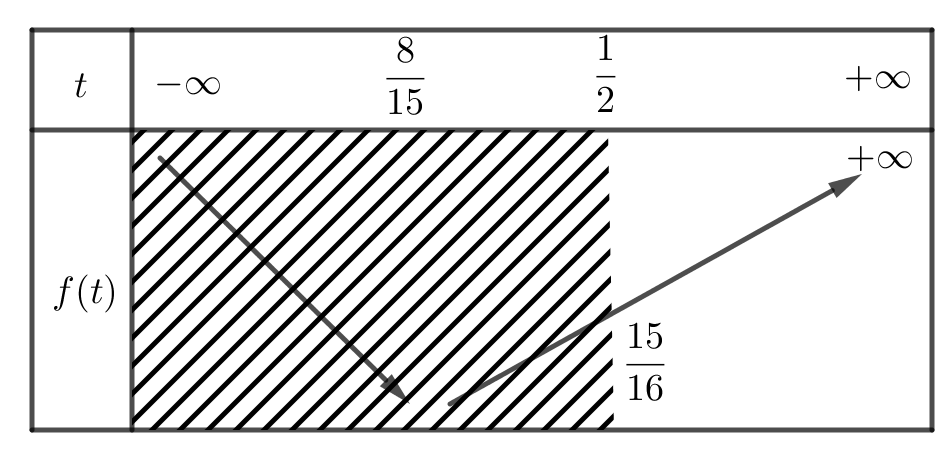 t −∞ 8/15 1/2 +∞
+∞
f(t)
15/16